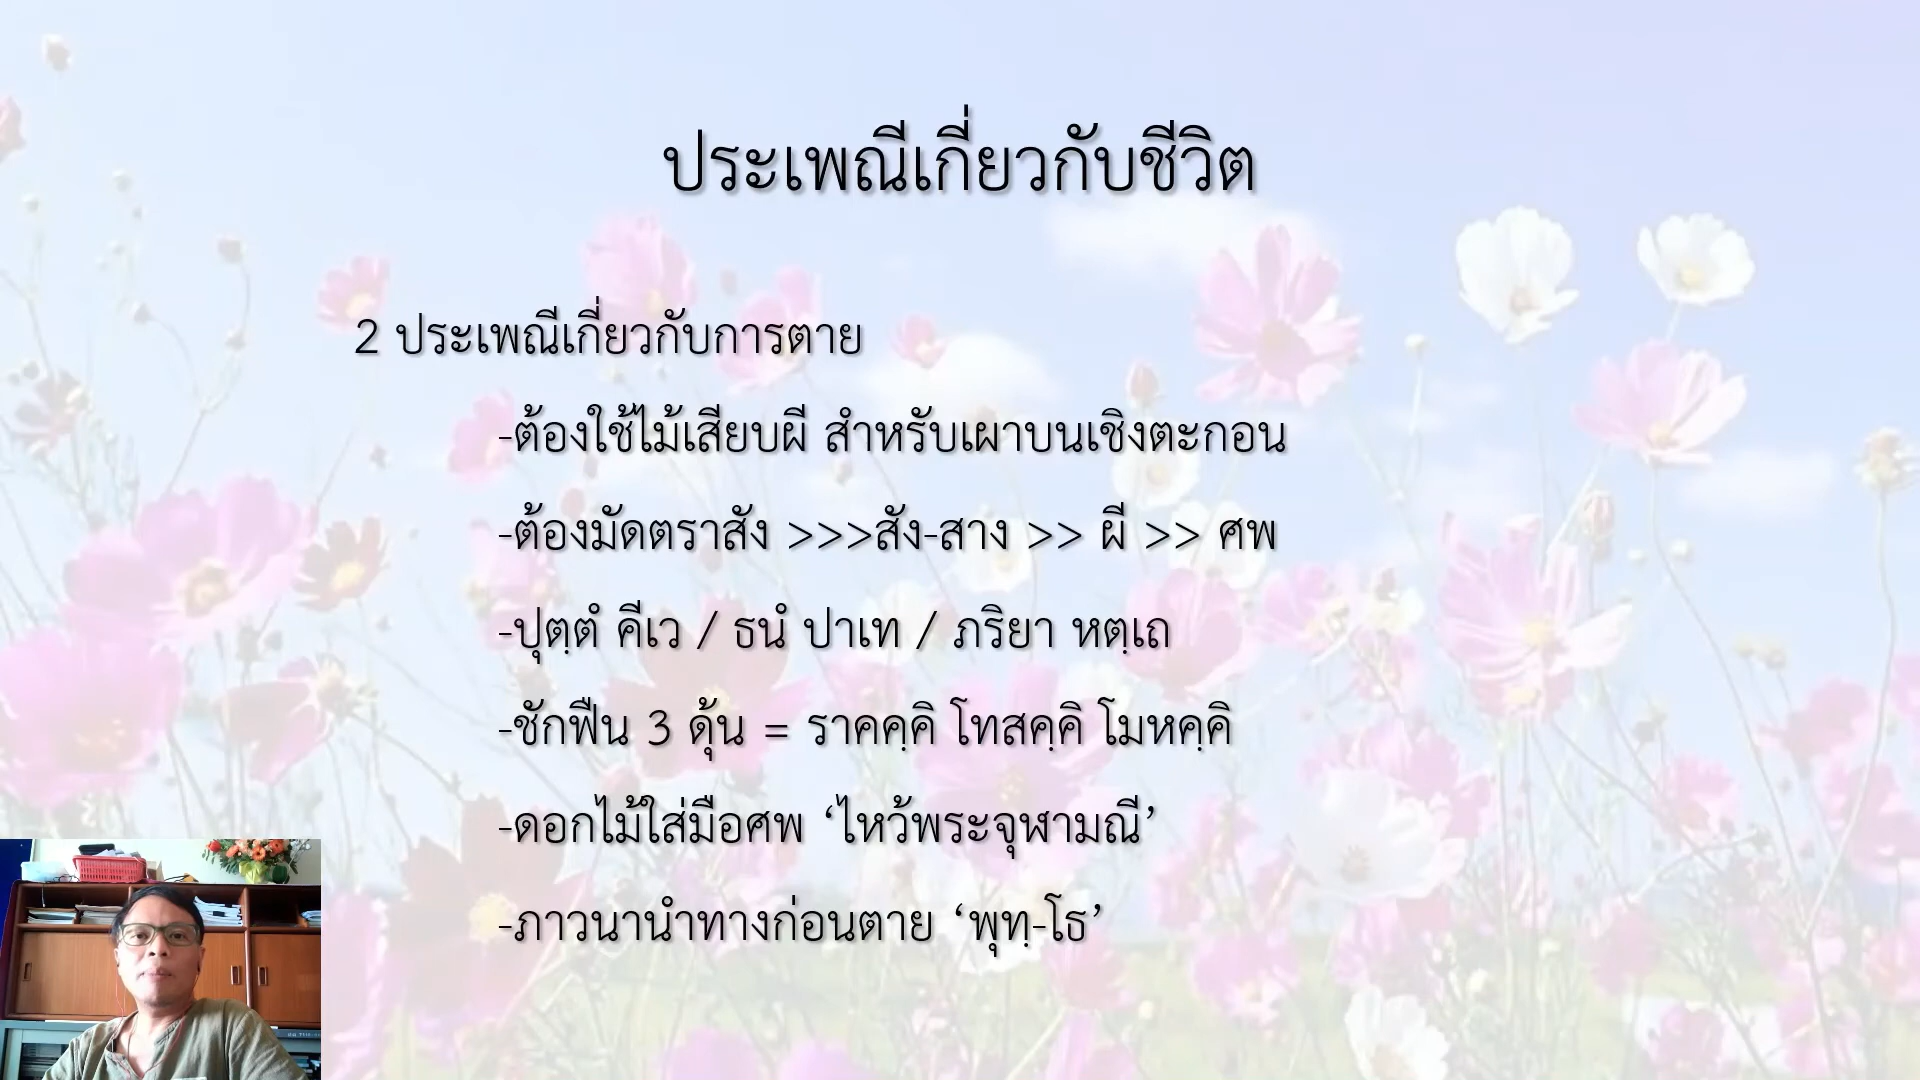 ประเพณีเกี่ยวกับชีวิต
2 ประเพณีเกี่ยวกับการตาย
-ต้องใช้ไม้เสียบผี สำหรับเผาบนเชิงตะกอน
-ต้องมัดตราสัง >>>สัง-สาง >> ผี >> ศพ
-ปุตฺตํ คีเว / ธนํ ปาเท / ภริยา หตฺเถ
-ชักฟืน 3 ดุ้น = ราคคฺคิ โทสคฺคิ โมหคฺคิ
-ดอกไม้ใส่มือศพ ‘ไหว้พระจุฬามณี’
-ภาวนานำทางก่อนตาย ‘พุทฺ-โธ’